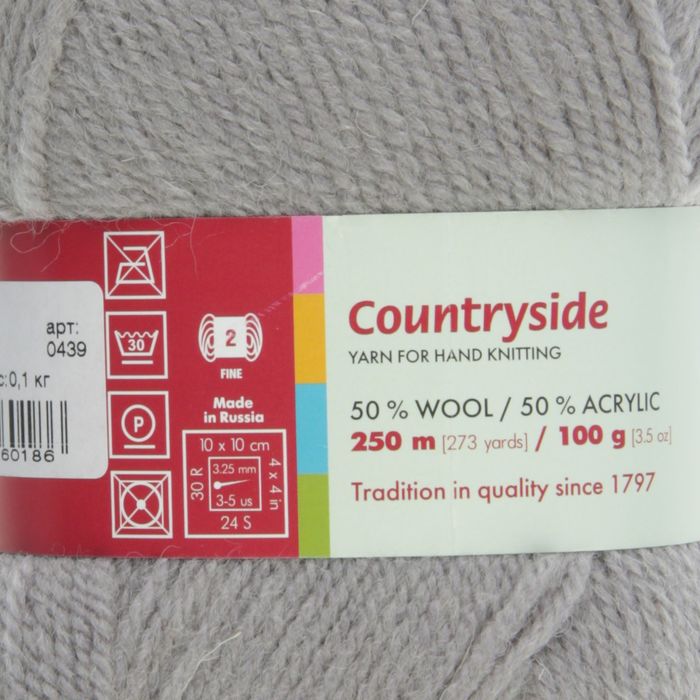 арт:
0439
с:0,1 кг
60186
30
P
2
FINE
Made
in Russia
10 x 10 cm
30 R
3.25 mm
3-5 us
4 x 4 in
24 S
Countryside
YARN FOR HAND KNITTING
50 % WOOL / 50 % ACRYLIC
250 m [273 yards] / 100 g [3.5 oz]
Tradition in quality since 1797